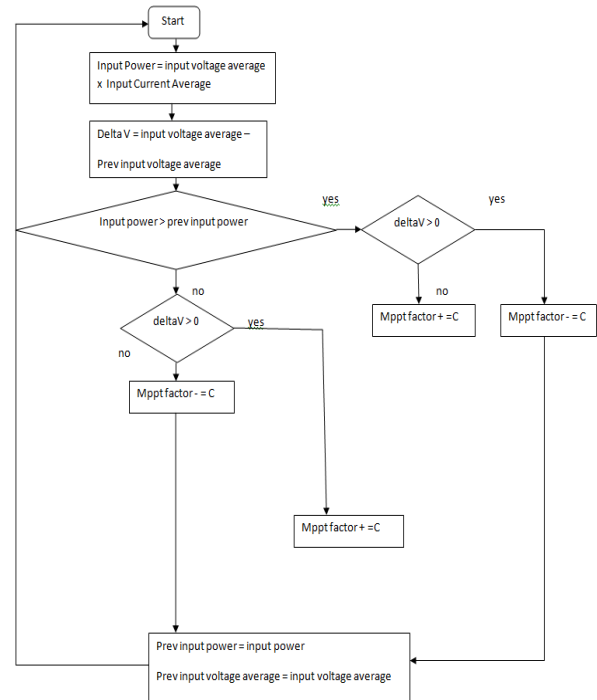 Start
Input Power = input voltage average
x Input Current Average
Delta V = input voltage average –
Prev input voltage average
Input power > prev input power
yes
deltaV > 0
yes
no
no
Mppt factor + =C
Mppt factor - = C
deltaV > 0
yes
no
Mppt factor - = C
Mppt factor + =C
Prev input power = input power
Prev input voltage average = input voltage average